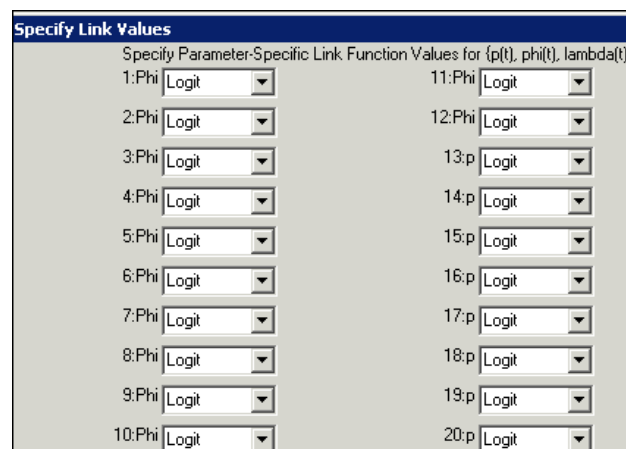 Specify Link Values
Specify Parameter-Specific Link Function Values for {p(t), phi(t), lambda(t)
1:Phi Logit 11:Phi Logit
2:Phi Logit 12:Phi Logit
3:Phi Logit 13:p Logit
4:Phi Logit 14:p Logit
5:Phi Logit 15:p Logit
6:Phi Logit 16:p Logit
7:Phi Logit 17:p Logit
8:Phi Logit 18:p Logit
9:Phi Logit 19:p Logit
10:Phi Logit 20:p Logit